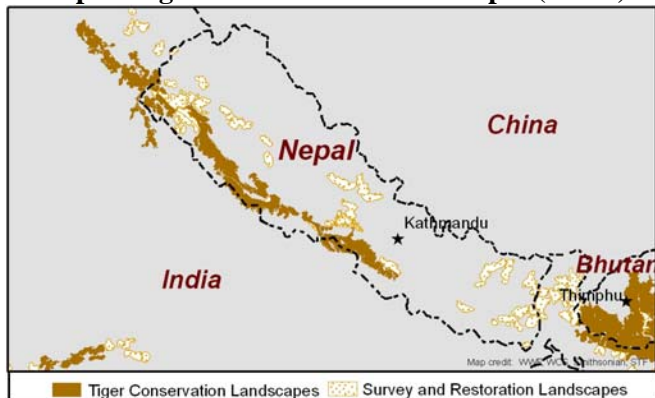 China
Nepal
Kathmandu
Bhutan
India
Thimphu
Map credit: WWF, WCS, Smithsonian, STF
Tiger Conservation Landscapes Survey and Restoration Landscapes